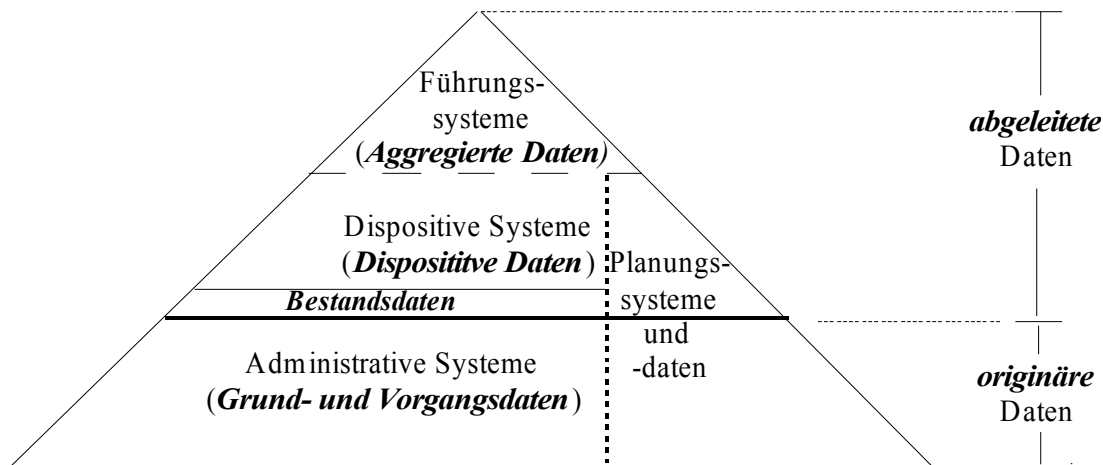 Führungs-
systeme
(Aggregierte Daten)
abgeleitete
Daten
Dispositive Systeme
(Disposititve Daten)
Planungs-
systeme
und
-daten
Bestandsdaten
Administrative Systeme
(Grund- und Vorgangsdaten)
originäre
Daten